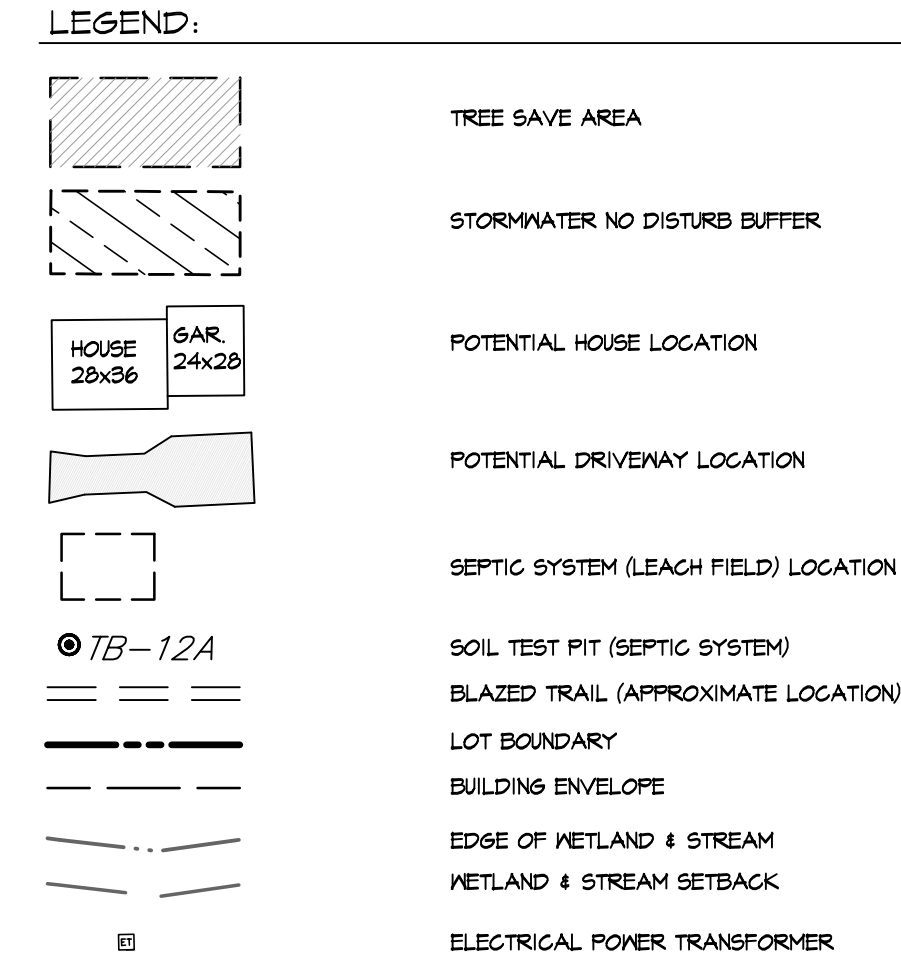 LEGEND:
TREE SAVE AREA
STORMWATER NO DISTURB BUFFER
HOUSE
28x36
GAR.
24x28
POTENTIAL HOUSE LOCATION
POTENTIAL DRIVEWAY LOCATION
SEPTIC SYSTEM (LEACH FIELD) LOCATION
TB-12A SOIL TEST PIT (SEPTIC SYSTEM)
BLAZED TRAIL (APPROXIMATE LOCATION)
LOT BOUNDARY
BUILDING ENVELOPE
EDGE OF WETLAND & STREAM
WETLAND & STREAM SETBACK
ET ELECTRICAL POWER TRANSFORMER